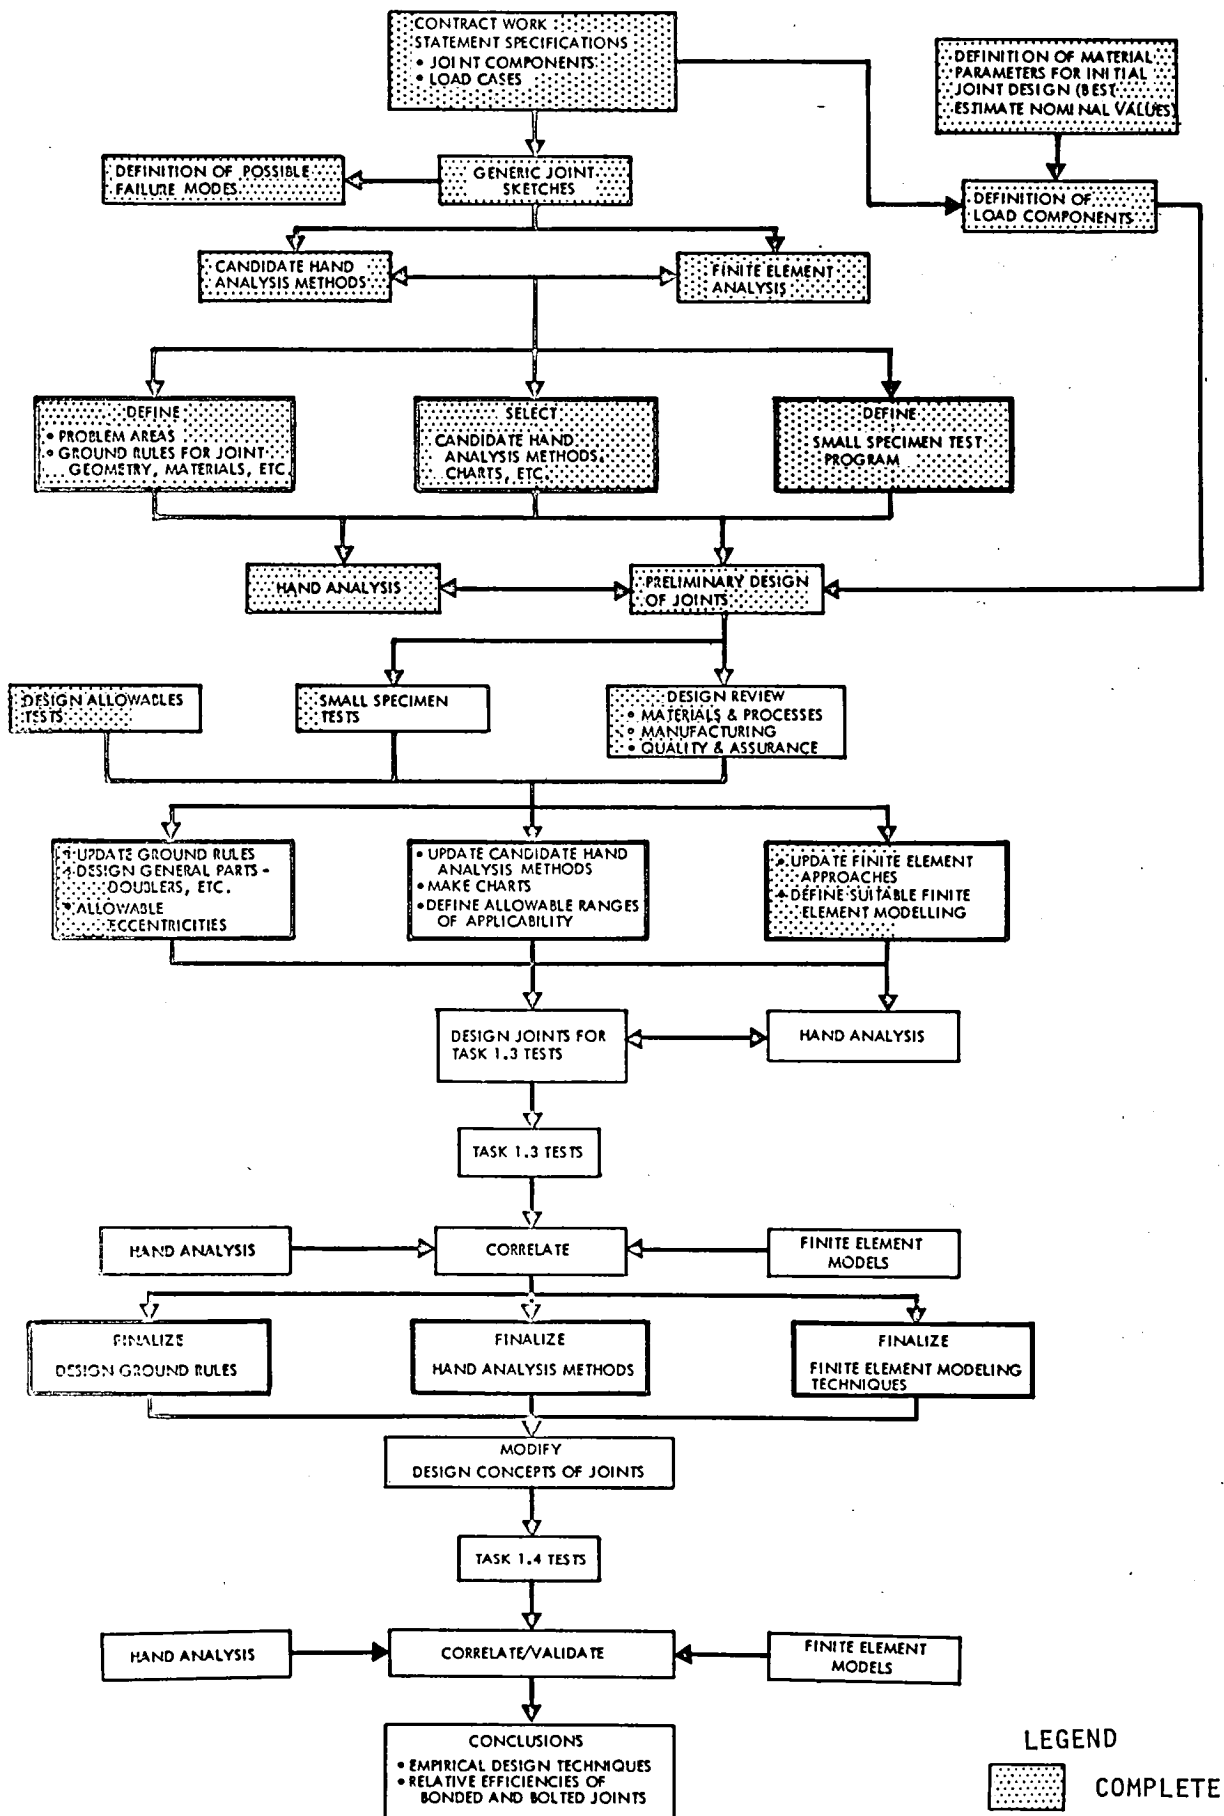 CONTRACT WORK
STATEMENT SPECIFICATIONS
• JOINT COMPONENTS
• LOAD CASES
DEFINITION OF MATERIAL
PARAMETERS FOR INITIAL
JOINT DESIGN (BEST
ESTIMATE NOMINAL VALUES)
DEFINITION OF POSSIBLE
FAILURE MODES
GENERIC JOINT
SKETCHES
DEFINITION OF
LOAD COMPONENTS
CANDIDATE HAND
ANALYSIS METHODS
FINITE ELEMENT
ANALYSIS
DEFINE
• PROBLEM AREAS
• GROUND RULES FOR JOINT
GEOMETRY, MATERIALS, ETC
SELECT
CANDIDATE HAND
ANALYSIS METHODS,
CHARTS, ETC
DEFINE
SMALL SPECIMEN TEST
PROGRAM
HAND ANALYSIS
PRELIMINARY DESIGN
OF JOINTS
DESIGN ALLOWABLES
TESTS
SMALL SPECIMEN
TESTS
DESIGN REVIEW
• MATERIALS & PROCESSES
• MANUFACTURING
• QUALITY & ASSURANCE
• UPDATE GROUND RULES
• DESIGN GENERAL PARTS -
DOUBLERS, ETC.
• ALLOWABLE
ECCENTRICITIES
• UPDATE CANDIDATE HAND
ANALYSIS METHODS
• MAKE CHARTS
• DEFINE ALLOWABLE RANGES
OF APPLICABILITY
• UPDATE FINITE ELEMENT
APPROACHES
• DEFINE SUITABLE FINITE
ELEMENT MODELLING
DESIGN JOINTS FOR
TASK 1.3 TESTS
HAND ANALYSIS
TASK 1.3 TESTS
HAND ANALYSIS
CORRELATE
FINITE ELEMENT
MODELS
FINALIZE
DESIGN GROUND RULES
FINALIZE
HAND ANALYSIS METHODS
FINALIZE
FINITE ELEMENT MODELING
TECHNIQUES
MODIFY
DESIGN CONCEPTS OF JOINTS
TASK 1.4 TESTS
HAND ANALYSIS
CORRELATE/VALIDATE
FINITE ELEMENT
MODELS
CONCLUSIONS
• EMPIRICAL DESIGN TECHNIQUES
• RELATIVE EFFICIENCIES OF
BONDED AND BOLTED JOINTS
LEGEND
COMPLETE